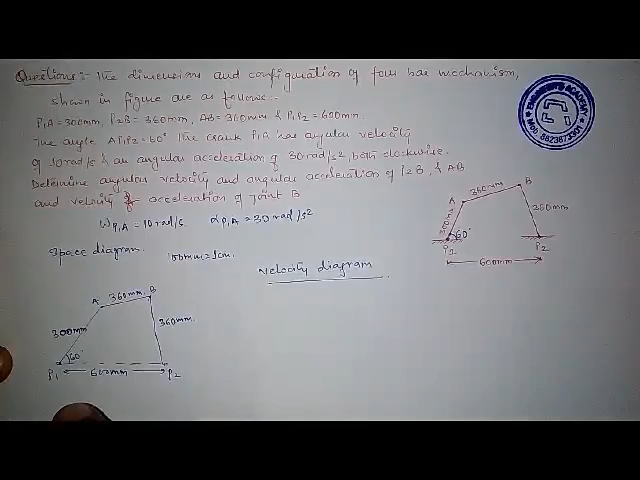 Questions:- The dimensions and configuration of four bar mechanism,
shown in figure are as follows:-
P1A = 300mm, P2B = 360mm, AB = 360mm & P1P2 = 600mm.
The angle AP1P2 = 60° The crank P1A has angular velocity
of 10rad/s & an angular acceleration of 30 rad/s², both clockwise.
Determine angular velocity and angular acceleration of P2B, & AB
and velocity & acceleration of Joint B
ωP1A = 10 rad/s. αP1A = 30 rad/s²
Space diagram. 100mm = 1cm.
Velocity diagram
A 360mm B
300mm 360mm
60°
P1 600mm P2
A 360mm B
300mm 360mm
60°
P1 P2
600mm